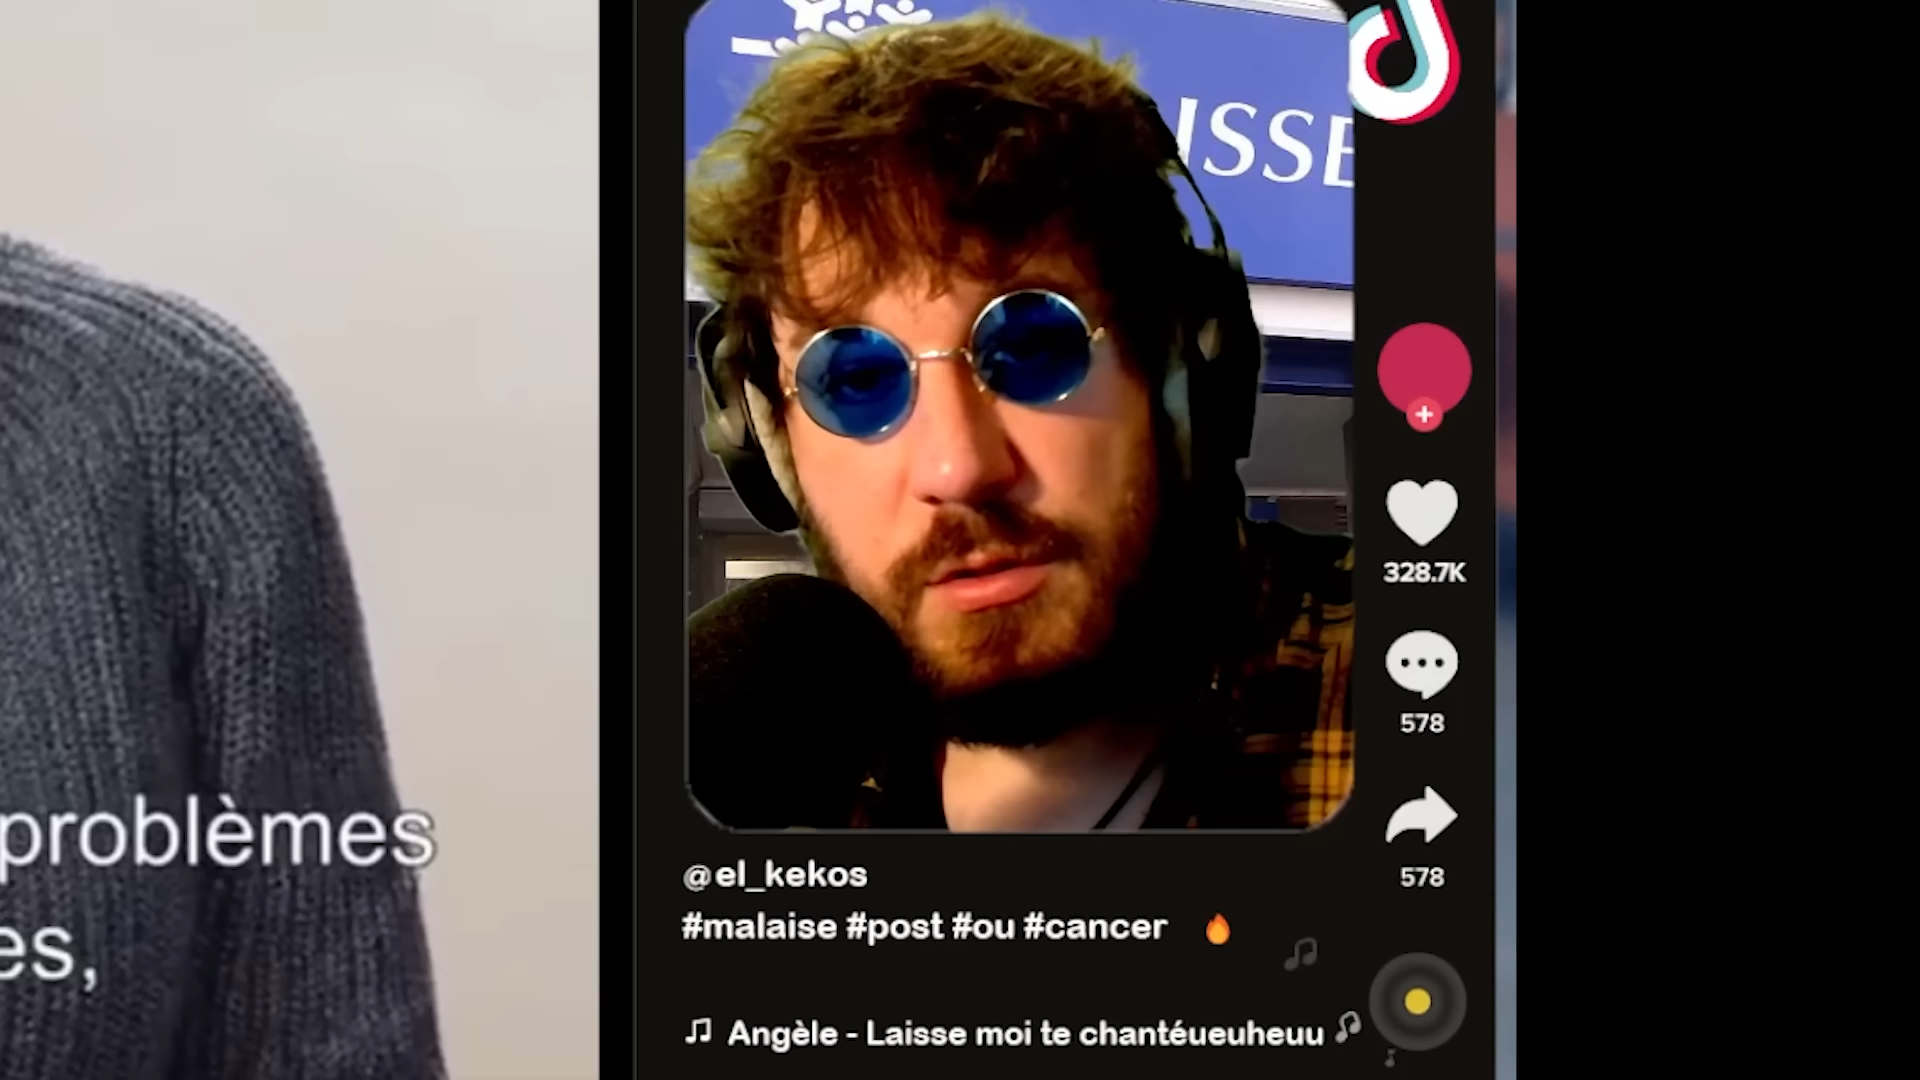 problèmes
es,
ISSE
328.7K
578
578
@el_kekos
#malaise #post #ou #cancer
Angèle - Laisse moi te chantéueuheuu